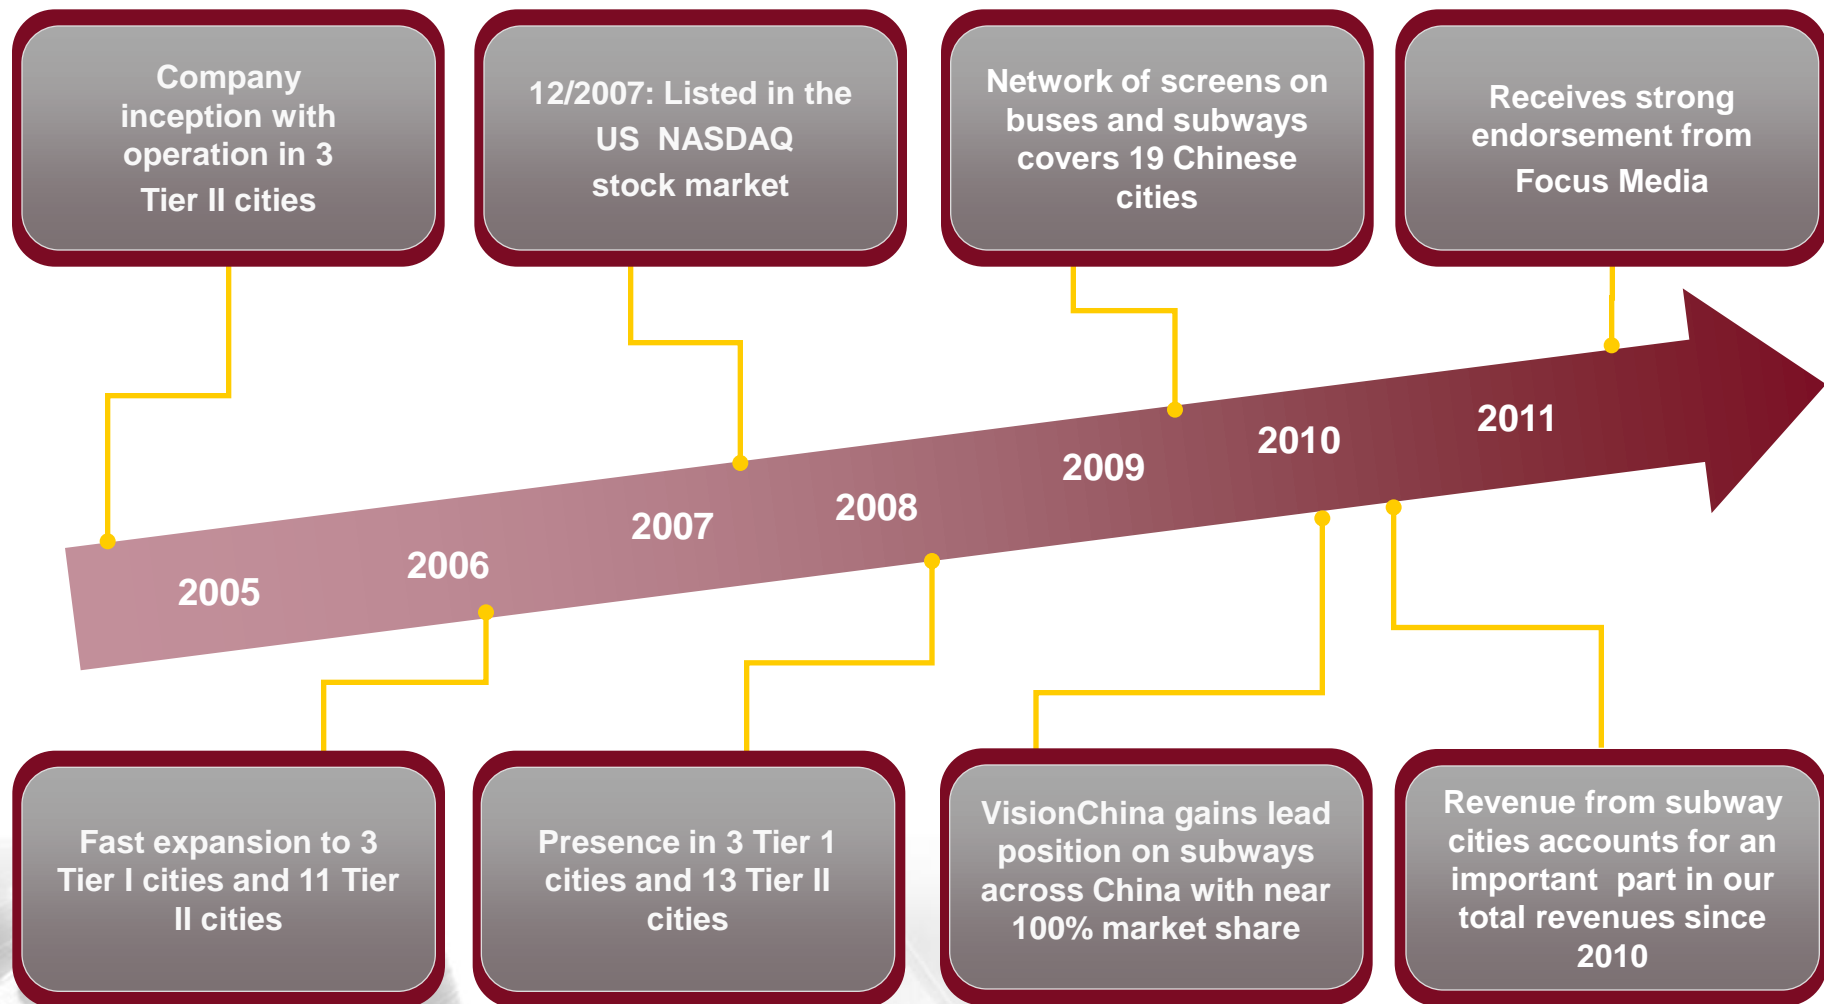 Company
inception with
operation in 3
Tier II cities
12/2007: Listed in the
US NASDAQ
stock market
Network of screens on
buses and subways
covers 19 Chinese
cities
Receives strong
endorsement from
Focus Media
2005
2006
2007
2008
2009
2010
2011
Fast expansion to 3
Tier I cities and 11 Tier
II cities
Presence in 3 Tier 1
cities and 13 Tier II
cities
VisionChina gains lead
position on subways
across China with near
100% market share
Revenue from subway
cities accounts for an
important part in our
total revenues since
2010